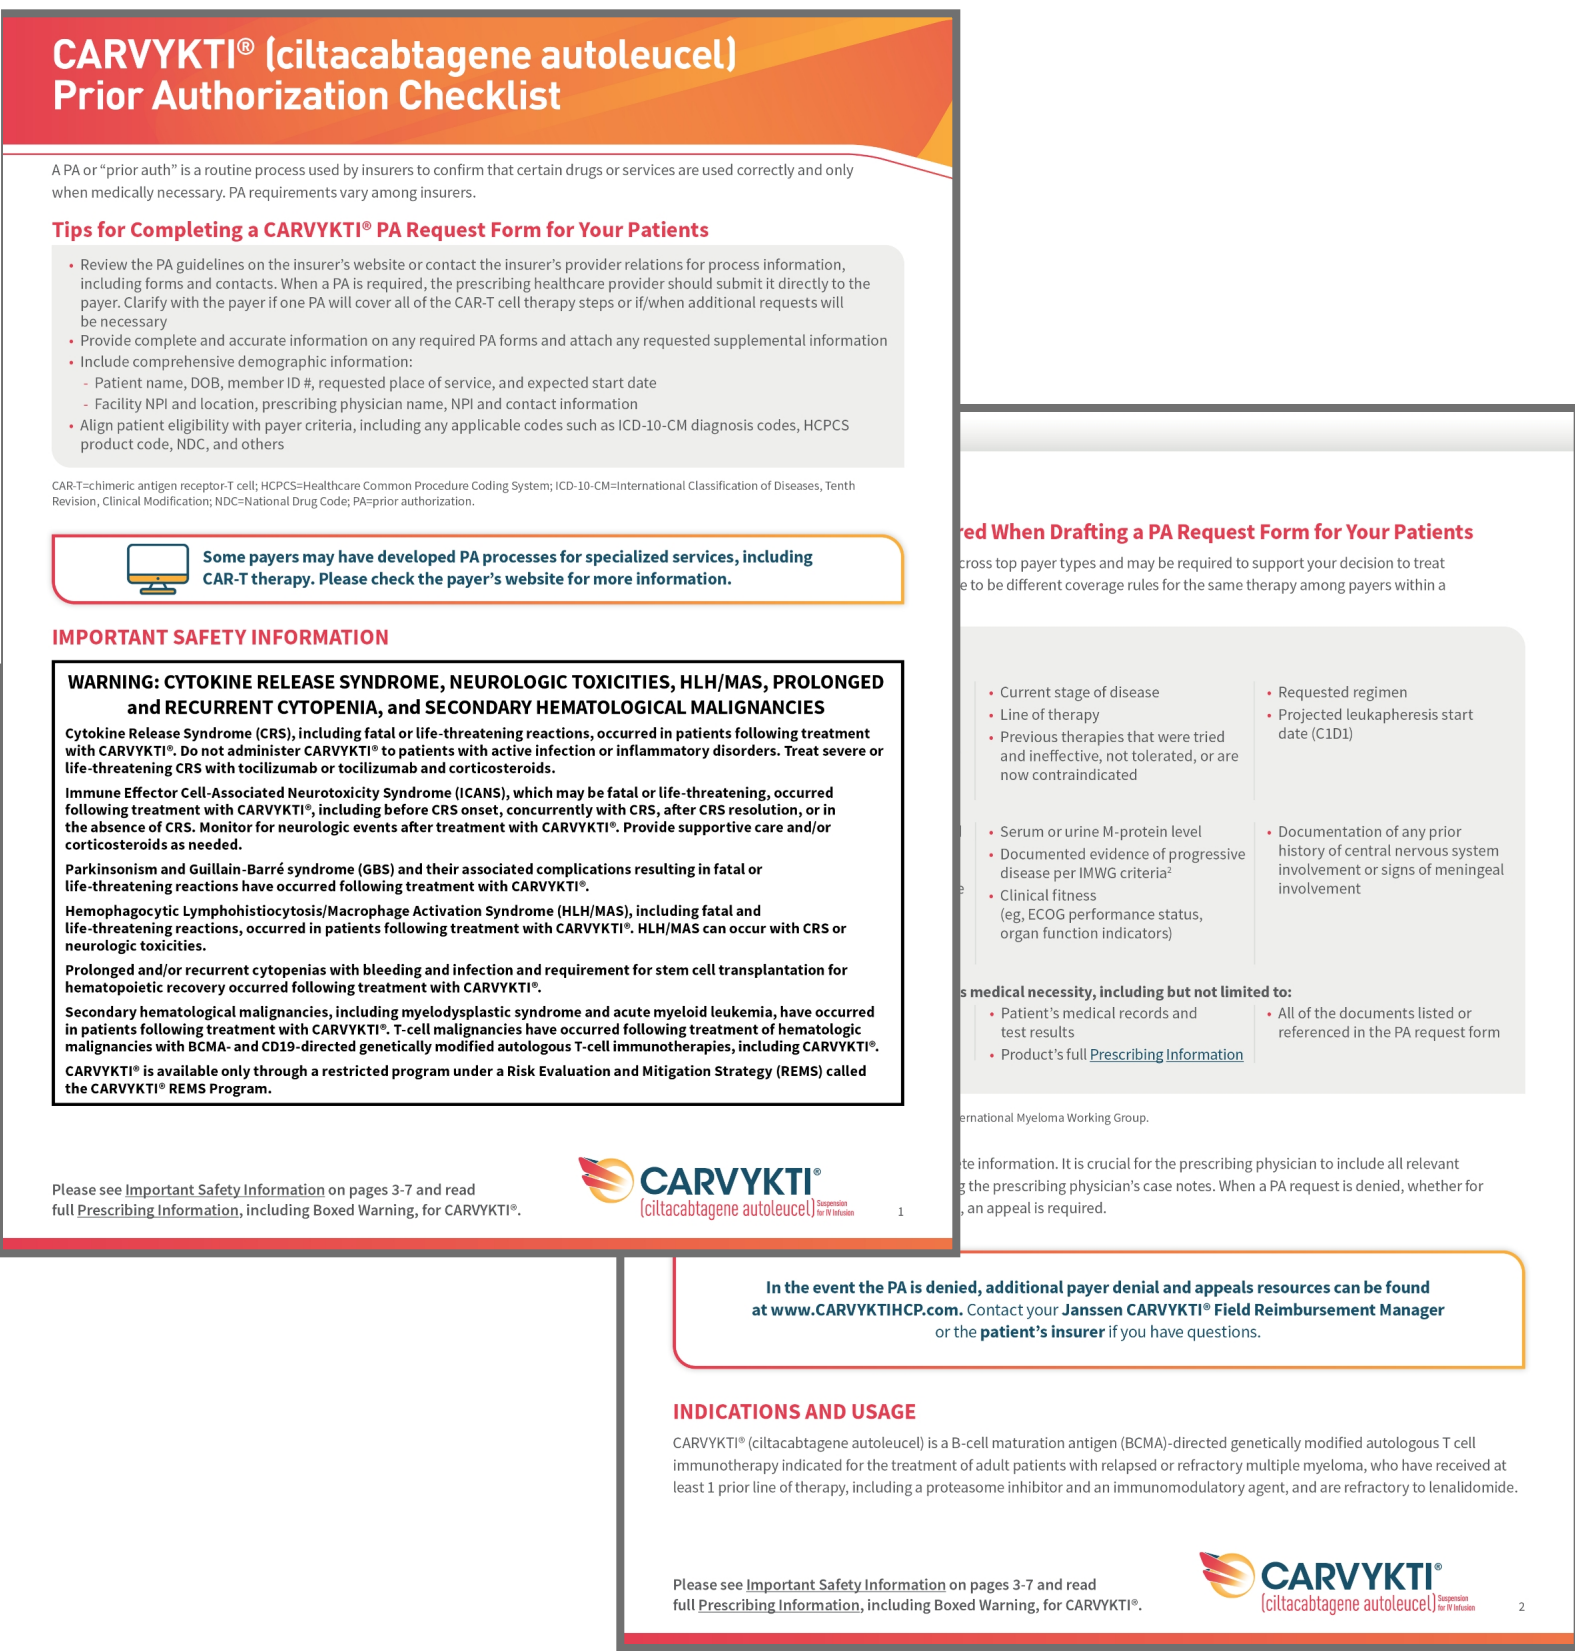 CARVYKTI® (ciltacabtagene autoleucel)
Prior Authorization Checklist
A PA or “prior auth” is a routine process used by insurers to confirm that certain drugs or services are used correctly and only
when medically necessary. PA requirements vary among insurers.
Tips for Completing a CARVYKTI® PA Request Form for Your Patients
• Review the PA guidelines on the insurer’s website or contact the insurer’s provider relations for process information,
including forms and contacts. When a PA is required, the prescribing healthcare provider should submit it directly to the
payer. Clarify with the payer if one PA will cover all of the CAR-T cell therapy steps or if/when additional requests will
be necessary
• Provide complete and accurate information on any required PA forms and attach any requested supplemental information
• Include comprehensive demographic information:
- Patient name, DOB, member ID #, requested place of service, and expected start date
- Facility NPI and location, prescribing physician name, NPI and contact information
• Align patient eligibility with payer criteria, including any applicable codes such as ICD-10-CM diagnosis codes, HCPCS
product code, NDC, and others
CAR-T=chimeric antigen receptor-T cell; HCPCS=Healthcare Common Procedure Coding System; ICD-10-CM=International Classification of Diseases, Tenth
Revision, Clinical Modification; NDC=National Drug Code; PA=prior authorization.
Some payers may have developed PA processes for specialized services, including
CAR-T therapy. Please check the payer’s website for more information.
IMPORTANT SAFETY INFORMATION
WARNING: CYTOKINE RELEASE SYNDROME, NEUROLOGIC TOXICITIES, HLH/MAS, PROLONGED
and RECURRENT CYTOPENIA, and SECONDARY HEMATOLOGICAL MALIGNANCIES
Cytokine Release Syndrome (CRS), including fatal or life-threatening reactions, occurred in patients following treatment
with CARVYKTI®. Do not administer CARVYKTI® to patients with active infection or inflammatory disorders. Treat severe or
life-threatening CRS with tocilizumab or tocilizumab and corticosteroids.
Immune Effector Cell-Associated Neurotoxicity Syndrome (ICANS), which may be fatal or life-threatening, occurred
following treatment with CARVYKTI®, including before CRS onset, concurrently with CRS, after CRS resolution, or in
the absence of CRS. Monitor for neurologic events after treatment with CARVYKTI®. Provide supportive care and/or
corticosteroids as needed.
Parkinsonism and Guillain-Barré syndrome (GBS) and their associated complications resulting in fatal or
life-threatening reactions have occurred following treatment with CARVYKTI®.
Hemophagocytic Lymphohistiocytosis/Macrophage Activation Syndrome (HLH/MAS), including fatal and
life-threatening reactions, occurred in patients following treatment with CARVYKTI®. HLH/MAS can occur with CRS or
neurologic toxicities.
Prolonged and/or recurrent cytopenias with bleeding and infection and requirement for stem cell transplantation for
hematopoietic recovery occurred following treatment with CARVYKTI®.
Secondary hematological malignancies, including myelodysplastic syndrome and acute myeloid leukemia, have occurred
in patients following treatment with CARVYKTI®. T-cell malignancies have occurred following treatment of hematologic
malignancies with BCMA- and CD19-directed genetically modified autologous T-cell immunotherapies, including CARVYKTI®.
CARVYKTI® is available only through a restricted program under a Risk Evaluation and Mitigation Strategy (REMS) called
the CARVYKTI® REMS Program.
Please see Important Safety Information on pages 3-7 and read
full Prescribing Information, including Boxed Warning, for CARVYKTI®.
CARVYKTI®
(ciltacabtagene autoleucel) Suspension
for IV Infusion
1
red When Drafting a PA Request Form for Your Patients
cross top payer types and may be required to support your decision to treat
e to be different coverage rules for the same therapy among payers within a
• Current stage of disease
• Line of therapy
• Previous therapies that were tried
and ineffective, not tolerated, or are
now contraindicated
• Requested regimen
• Projected leukapheresis start
date (C1D1)
• Serum or urine M-protein level
• Documented evidence of progressive
disease per IMWG criteria²
• Clinical fitness
(eg, ECOG performance status,
organ function indicators)
• Documentation of any prior
history of central nervous system
involvement or signs of meningeal
involvement
s medical necessity, including but not limited to:
• Patient’s medical records and
test results
• Product’s full Prescribing Information
• All of the documents listed or
referenced in the PA request form
ernational Myeloma Working Group.
te information. It is crucial for the prescribing physician to include all relevant
g the prescribing physician’s case notes. When a PA request is denied, whether for
, an appeal is required.
In the event the PA is denied, additional payer denial and appeals resources can be found
at www.CARVYKTIHCP.com. Contact your Janssen CARVYKTI® Field Reimbursement Manager
or the patient’s insurer if you have questions.
INDICATIONS AND USAGE
CARVYKTI® (ciltacabtagene autoleucel) is a B-cell maturation antigen (BCMA)-directed genetically modified autologous T cell
immunotherapy indicated for the treatment of adult patients with relapsed or refractory multiple myeloma, who have received at
least 1 prior line of therapy, including a proteasome inhibitor and an immunomodulatory agent, and are refractory to lenalidomide.
Please see Important Safety Information on pages 3-7 and read
full Prescribing Information, including Boxed Warning, for CARVYKTI®.
CARVYKTI®
(ciltacabtagene autoleucel) Suspension
for IV Infusion
2